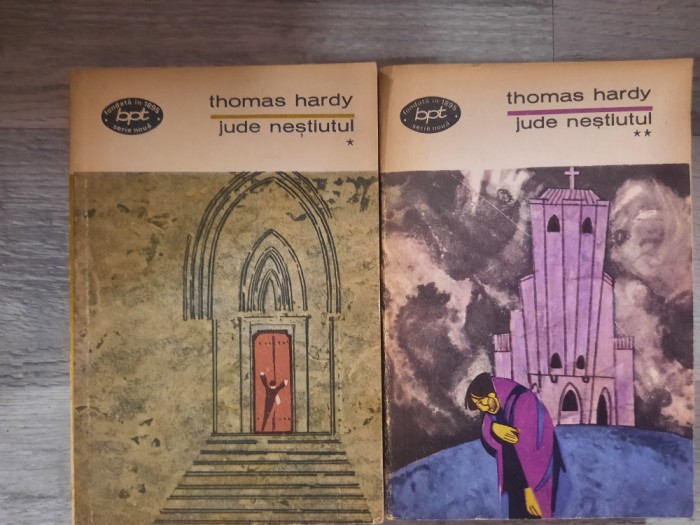 fondată în 1895
bpt
serie nouă
thomas hardy
jude neștiutul
*
fondată în 1895
bpt
serie nouă
thomas hardy
jude neștiutul
**